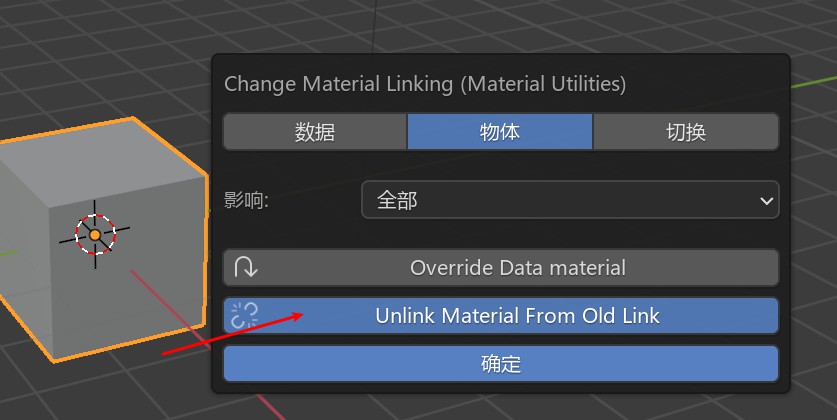 Change Material Linking (Material Utilities)
数据 物体 切换
影响: 全部
Override Data material
Unlink Material From Old Link
确定